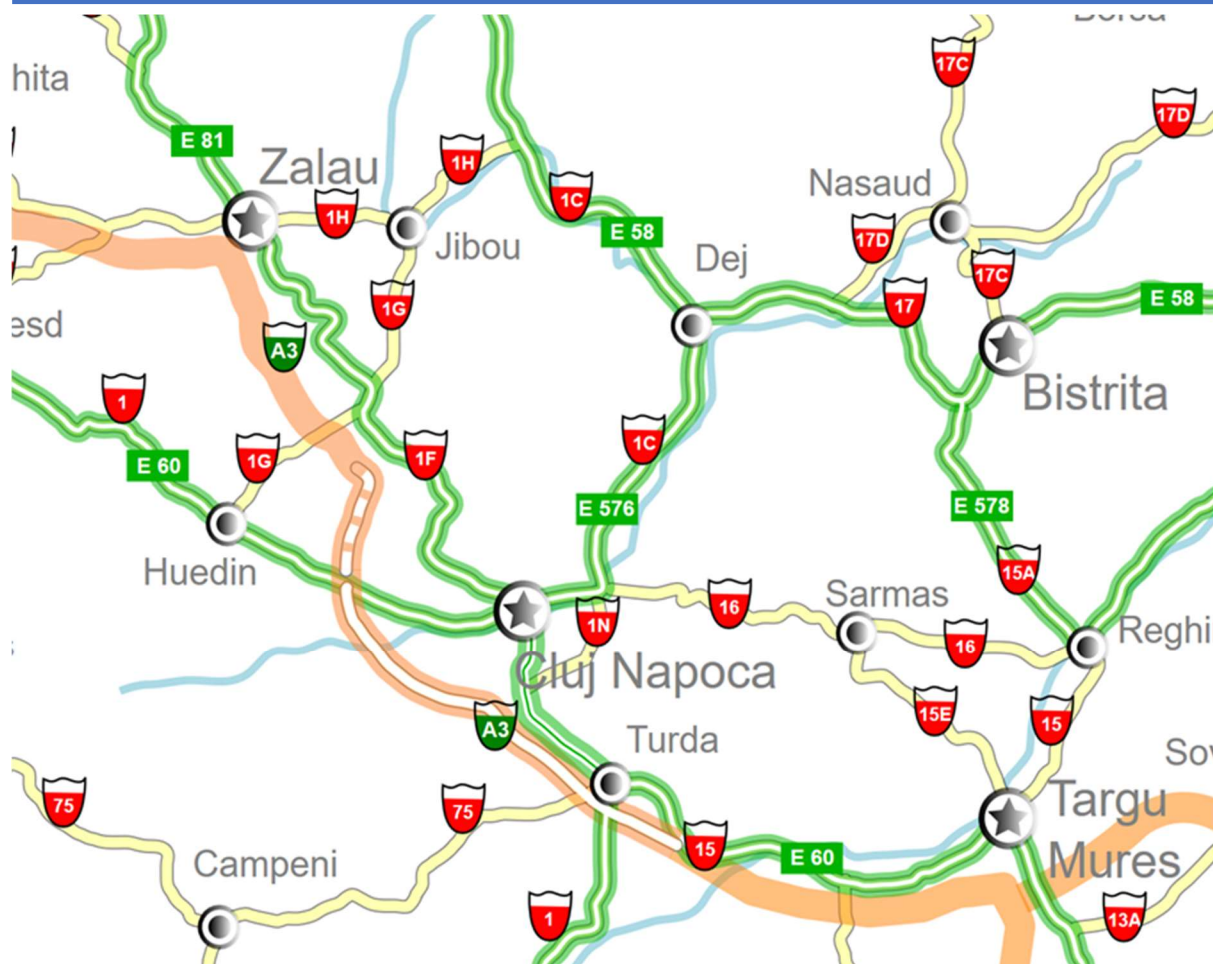 hita
17C
17D
E 81
Zalau
1H
1H
1C
Nasaud
E 58
Jibou
Dej
17D
17C
1G
17
E 58
esd
A3
Bistrita
1
1F
1C
1G
E 60
E 576
E 578
Huedin
15A
1N
16
Sarmas
16
Reghi
Cluj Napoca
15E
15
A3
Turda
Sov
75
75
Targu
Mures
15
E 60
Campeni
1
13A